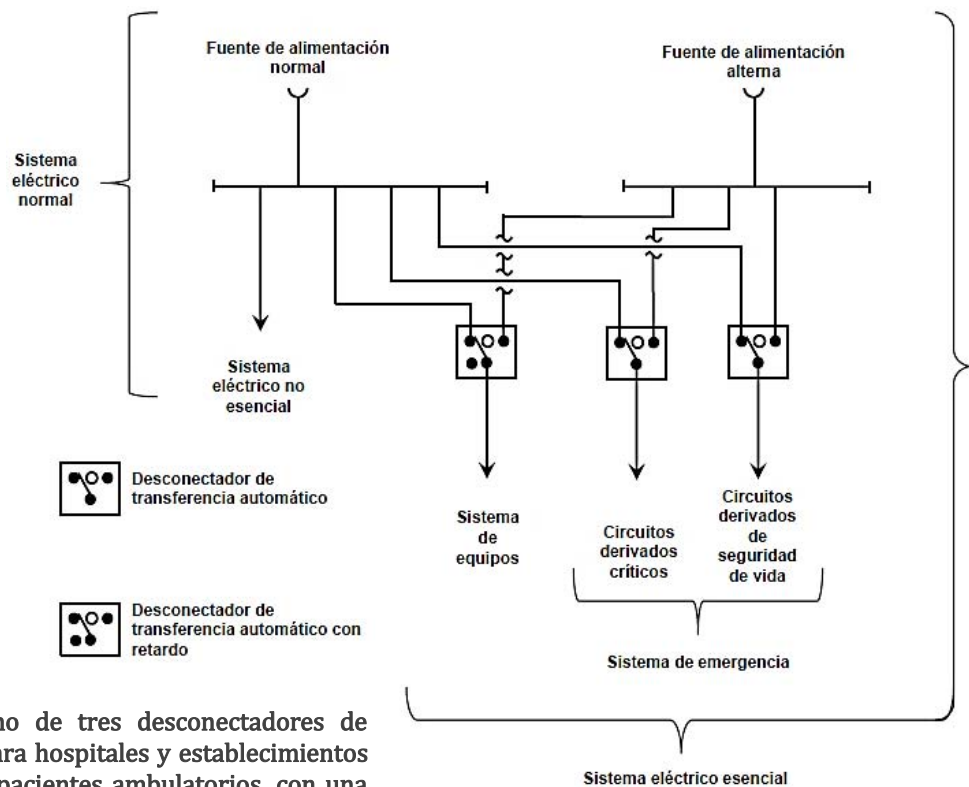 Fuente de alimentación
normal
Fuente de alimentación
alterna
Sistema
eléctrico
normal
Sistema
eléctrico no
esencial
Desconectador de
transferencia automático
Sistema
de
equipos
Circuitos
derivados
críticos
Circuitos
derivados
de
seguridad
de vida
Desconectador de
transferencia automático con
retardo
Sistema de emergencia
no de tres desconectadores de
ra hospitales y establecimientos
pacientes ambulatorios, con una
Sistema eléctrico esencial